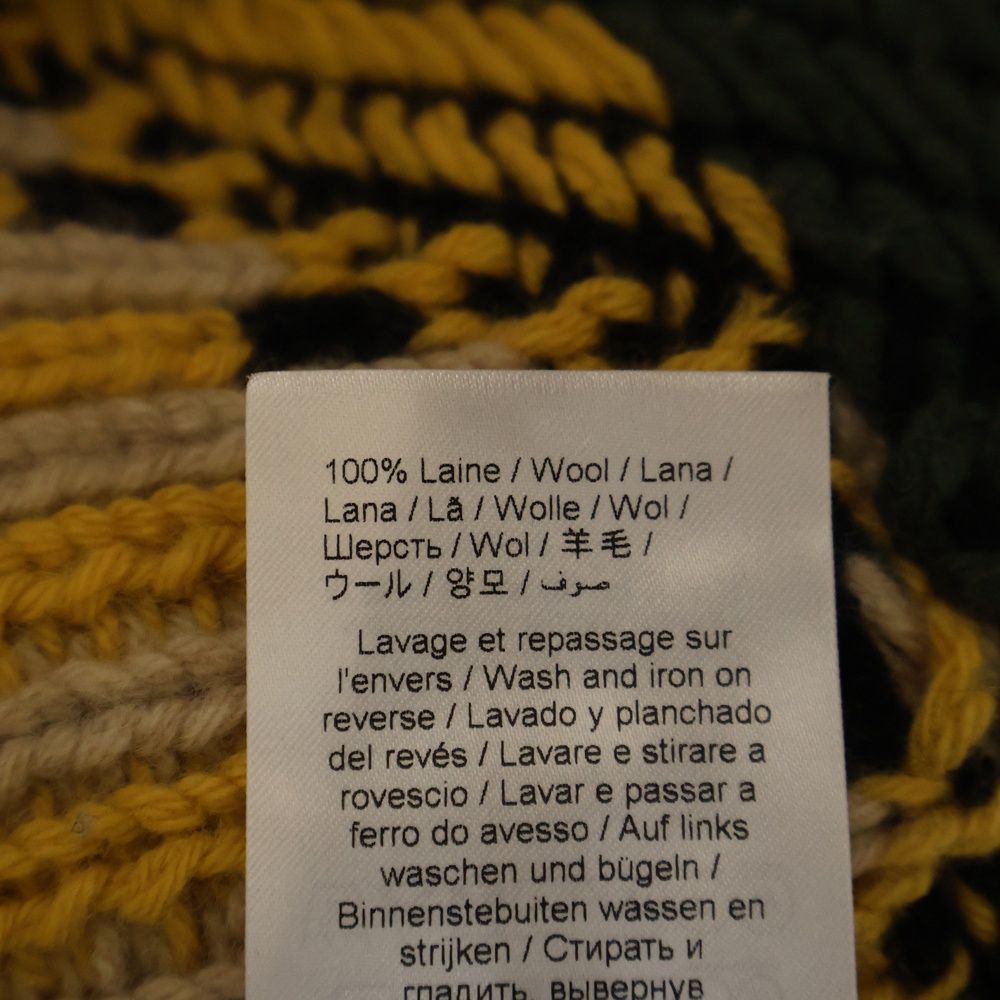 100% Laine / Wool / Lana /
Lana / Lã / Wolle / Wol /
Шерсть / Wol / 羊毛 /
ウール / 양모 / صوف
Lavage et repassage sur
l'envers / Wash and iron on
reverse / Lavado y planchado
del revés / Lavare e stirare a
rovescio / Lavar e passar a
ferro do avesso / Auf links
waschen und bügeln /
Binnenstebuiten wassen en
strijken / Стирать и
гладить, вывернув